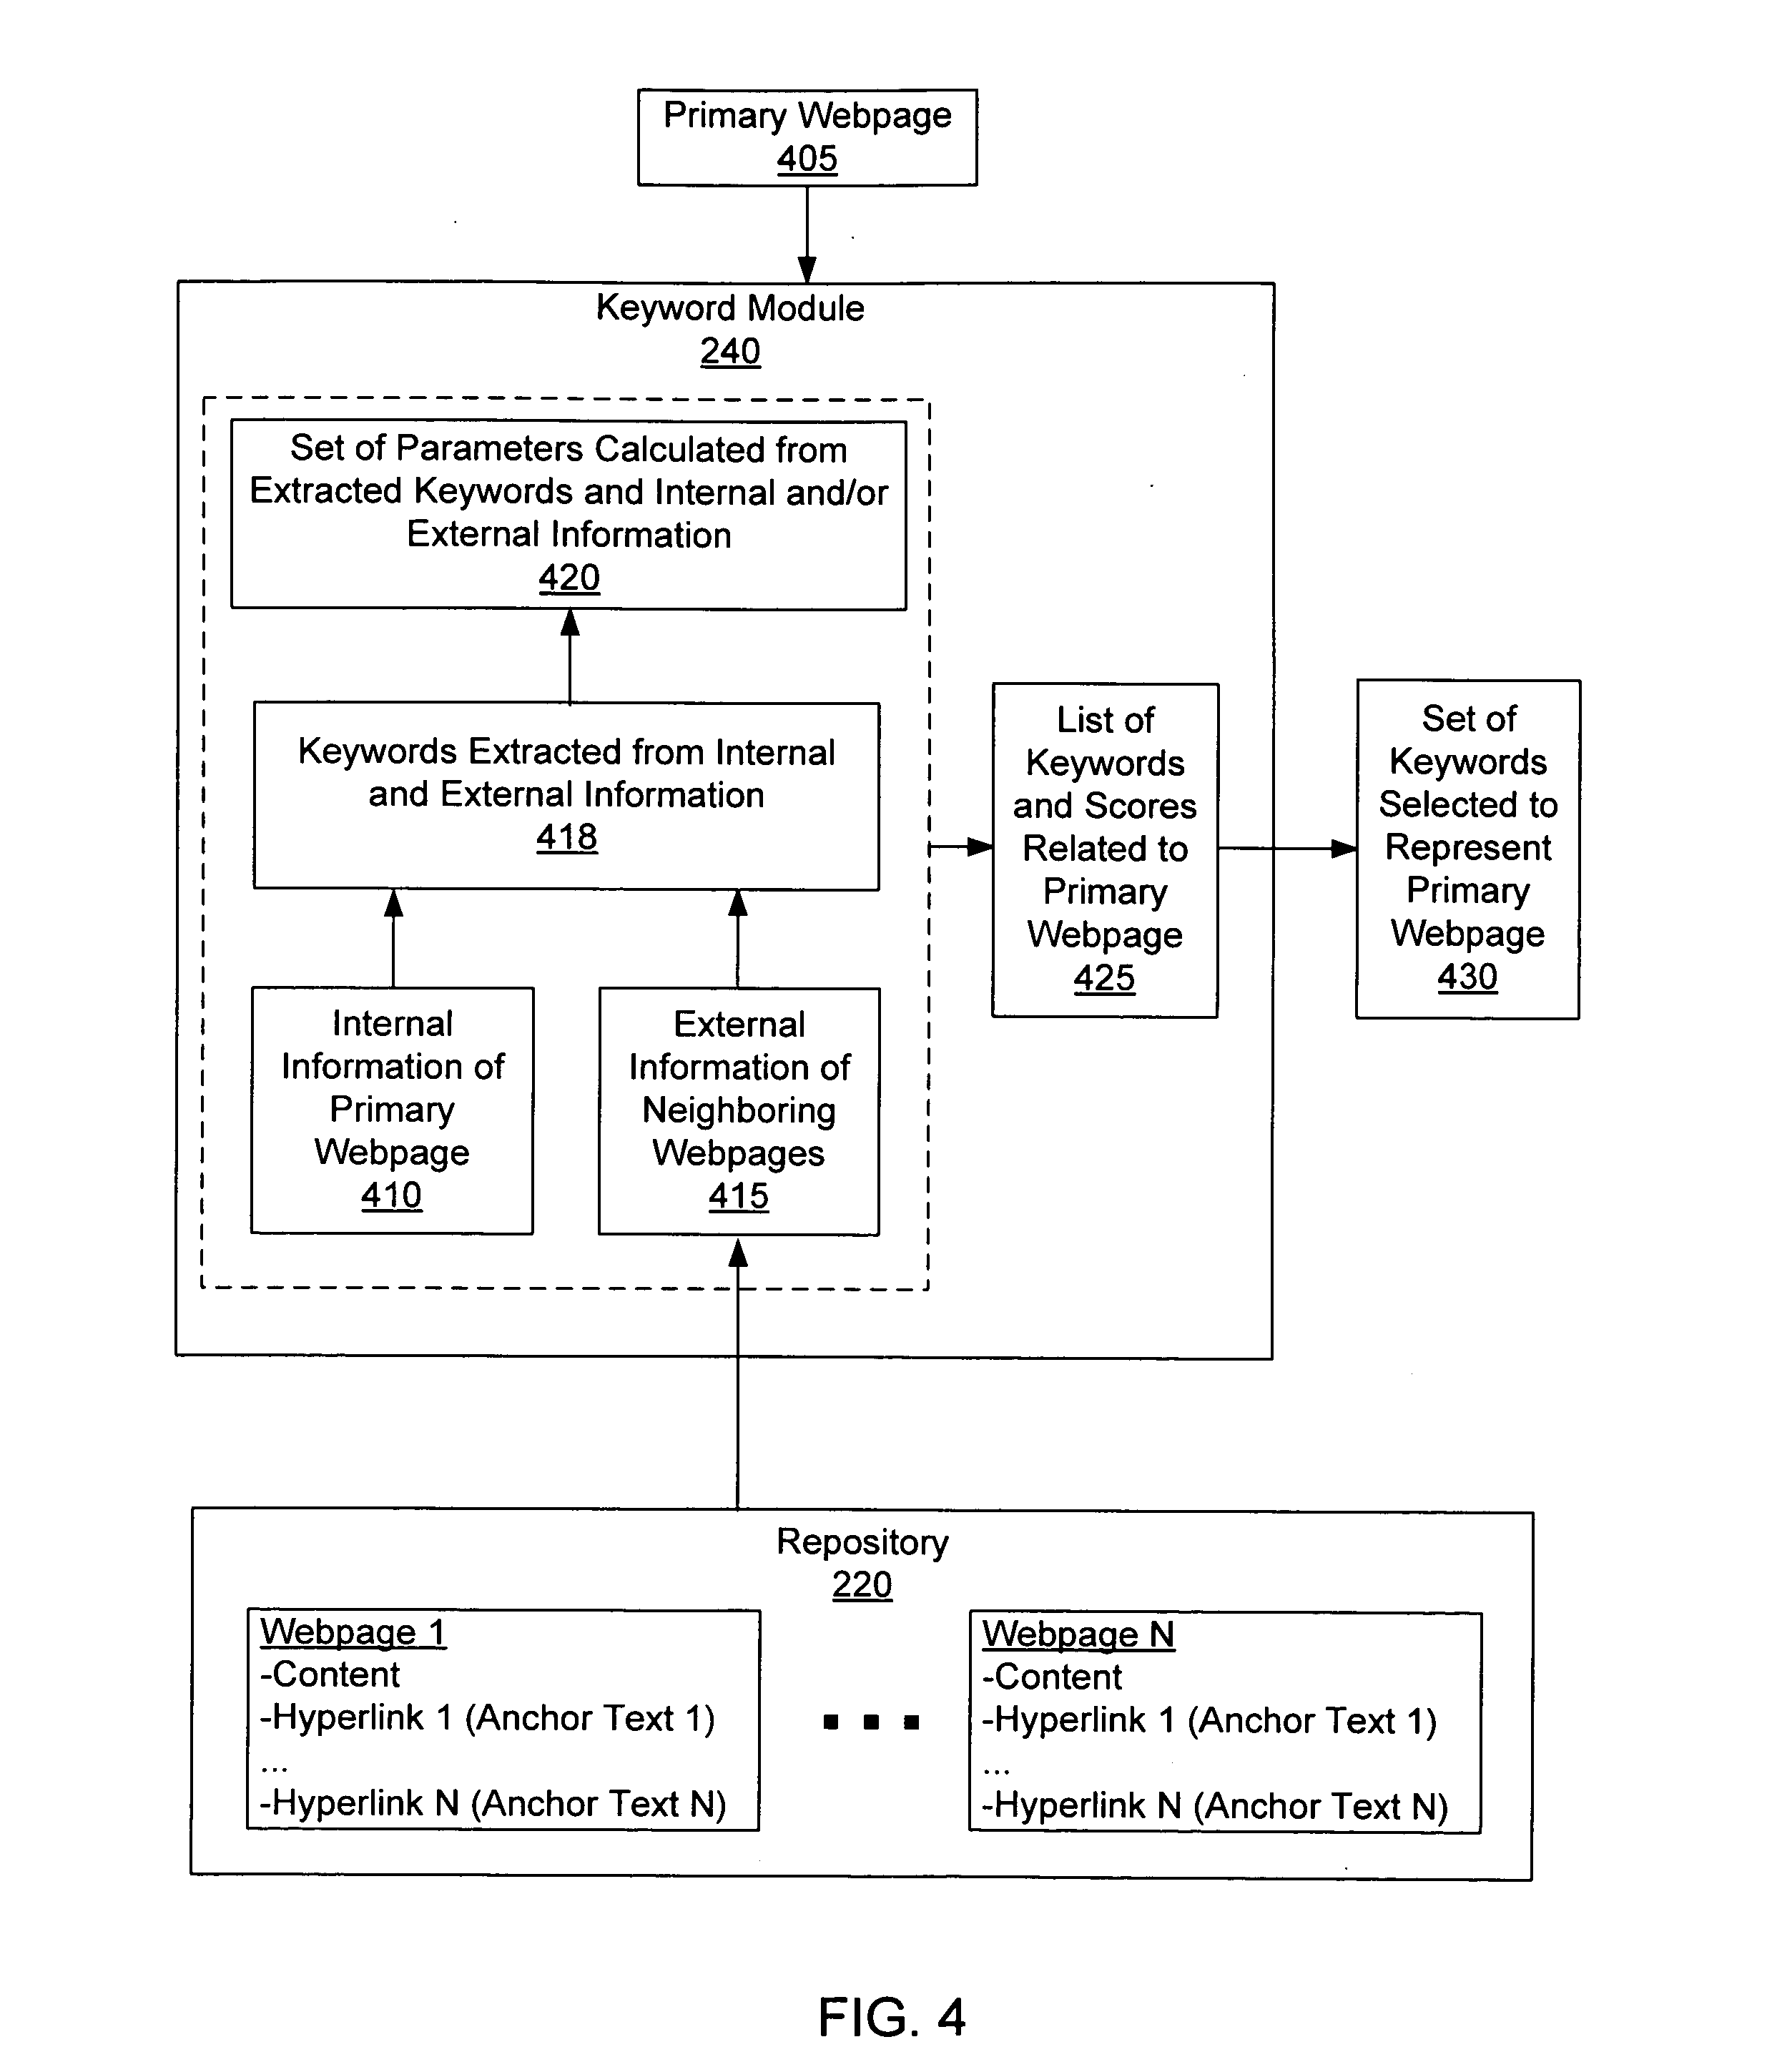 Primary Webpage
405
Keyword Module
240
Set of Parameters Calculated from
Extracted Keywords and Internal and/or
External Information
420
Keywords Extracted from Internal
and External Information
418
Internal
Information of
Primary
Webpage
410
External
Information of
Neighboring
Webpages
415
List of
Keywords
and Scores
Related to
Primary
Webpage
425
Set of
Keywords
Selected to
Represent
Primary
Webpage
430
Repository
220
Webpage 1
-Content
-Hyperlink 1 (Anchor Text 1)
...
-Hyperlink N (Anchor Text N)
Webpage N
-Content
-Hyperlink 1 (Anchor Text 1)
...
-Hyperlink N (Anchor Text N)
FIG. 4